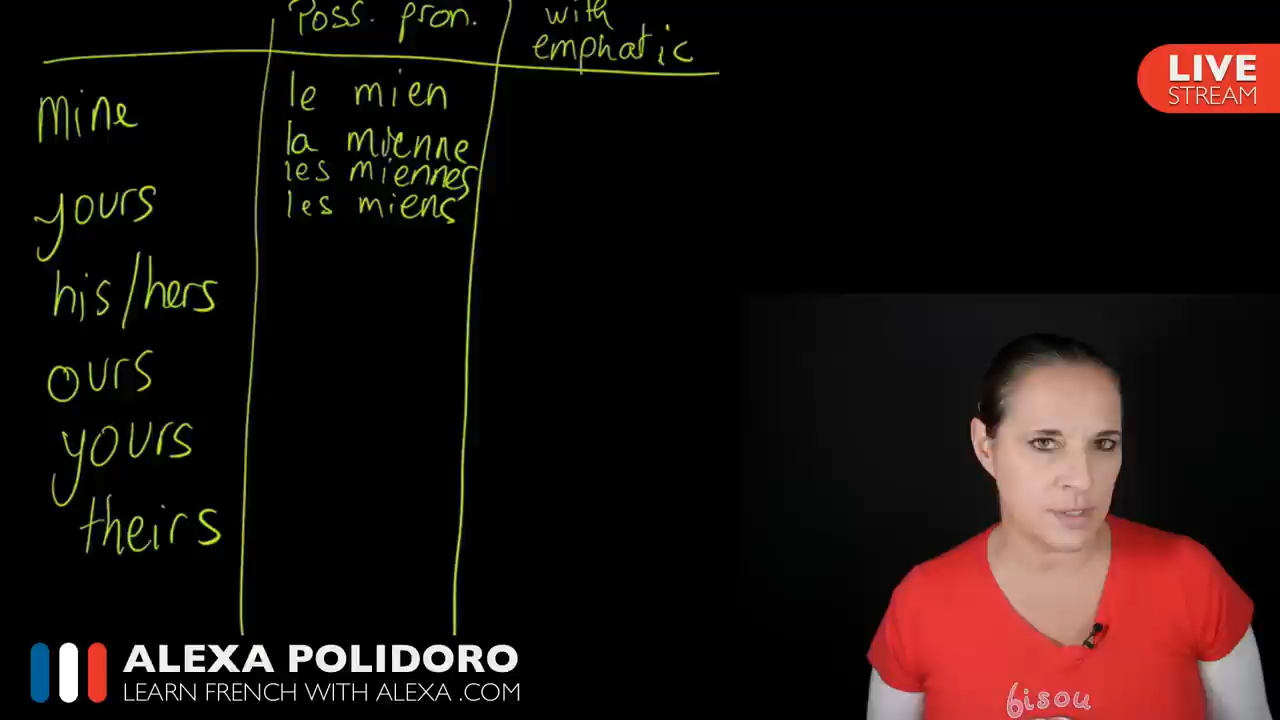 Poss. pron.
with
emphatic
mine
le mien
la mienne
les miennes
les miens
yours
his/hers
ours
yours
theirs
LIVE
STREAM
bisou
ALEXA POLIDORO
LEARN FRENCH WITH ALEXA .COM